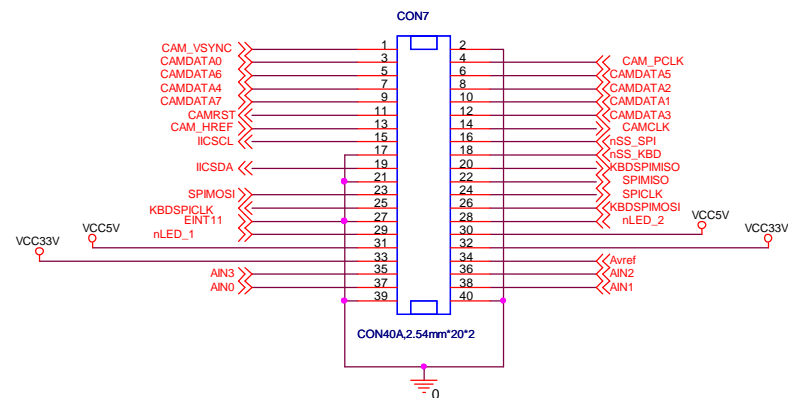 CON7
CAM_VSYNC 1 2
CAMDATA0 3 4 CAM_PCLK
CAMDATA6 5 6 CAMDATA5
CAMDATA4 7 8 CAMDATA2
CAMDATA7 9 10 CAMDATA1
CAMRST 11 12 CAMDATA3
CAM_HREF 13 14 CAMCLK
IICSCL 15 16 nSS_SPI
17 18 nSS_KBD
IICSDA 19 20 KBDSPIMISO
21 22 SPIMISO
SPIMOSI 23 24 SPICLK
KBDSPICLK 25 26 KBDSPIMOSI
EINT11 27 28 nLED_2
nLED_1 29 30 VCC5V
VCC5V 31 32 VCC33V
VCC33V 33 34 Avref
AIN3 35 36 AIN2
AIN0 37 38 AIN1
39 40
CON40A,2.54mm*20*2
0